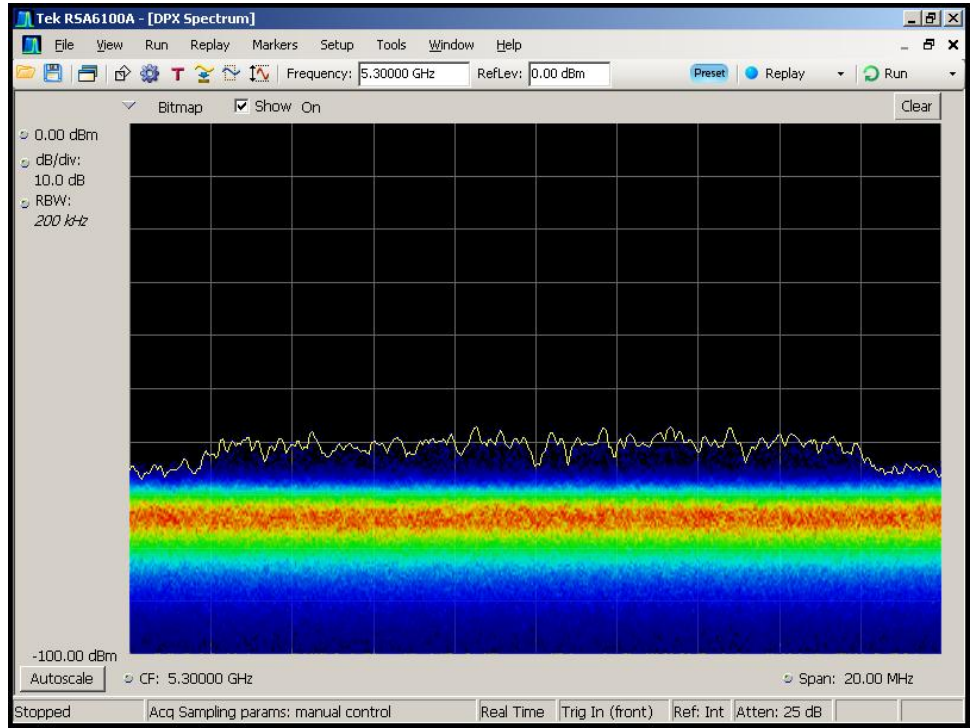 Tek RSA6100A - [DPX Spectrum]
File View Run Replay Markers Setup Tools Window Help
T Frequency: 5.30000 GHz RefLev: 0.00 dBm Preset Replay Run
Bitmap Show On Clear
0.00 dBm
dB/div:
10.0 dB
RBW:
200 kHz
-100.00 dBm
Autoscale CF: 5.30000 GHz Span: 20.00 MHz
Stopped Acq Sampling params: manual control Real Time Trig In (front) Ref: Int Atten: 25 dB